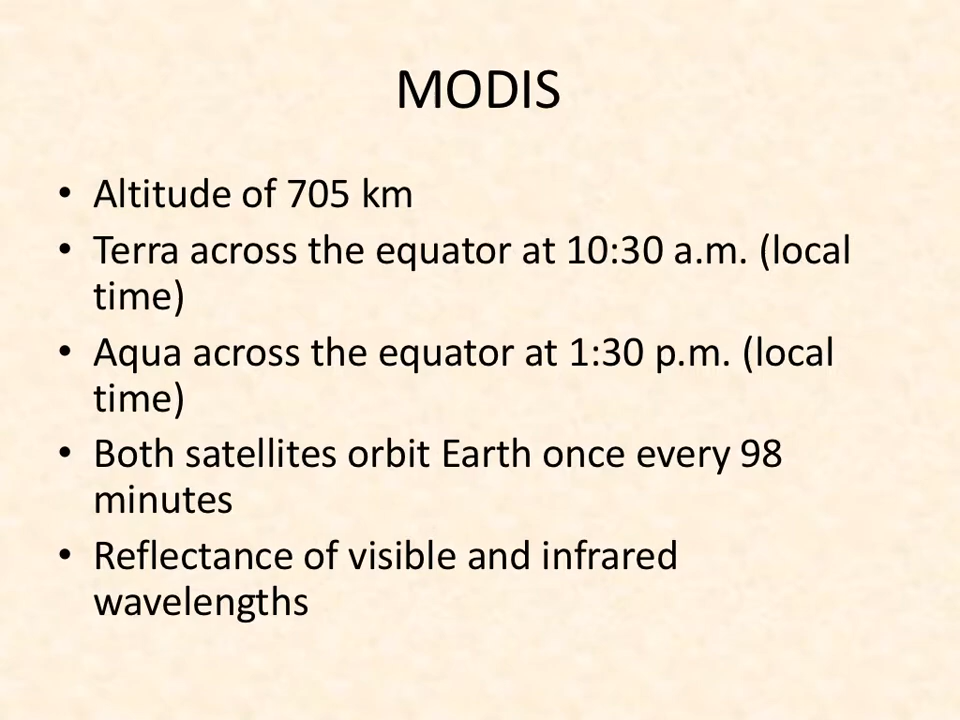 MODIS
• Altitude of 705 km
• Terra across the equator at 10:30 a.m. (local
time)
• Aqua across the equator at 1:30 p.m. (local
time)
• Both satellites orbit Earth once every 98
minutes
• Reflectance of visible and infrared
wavelengths